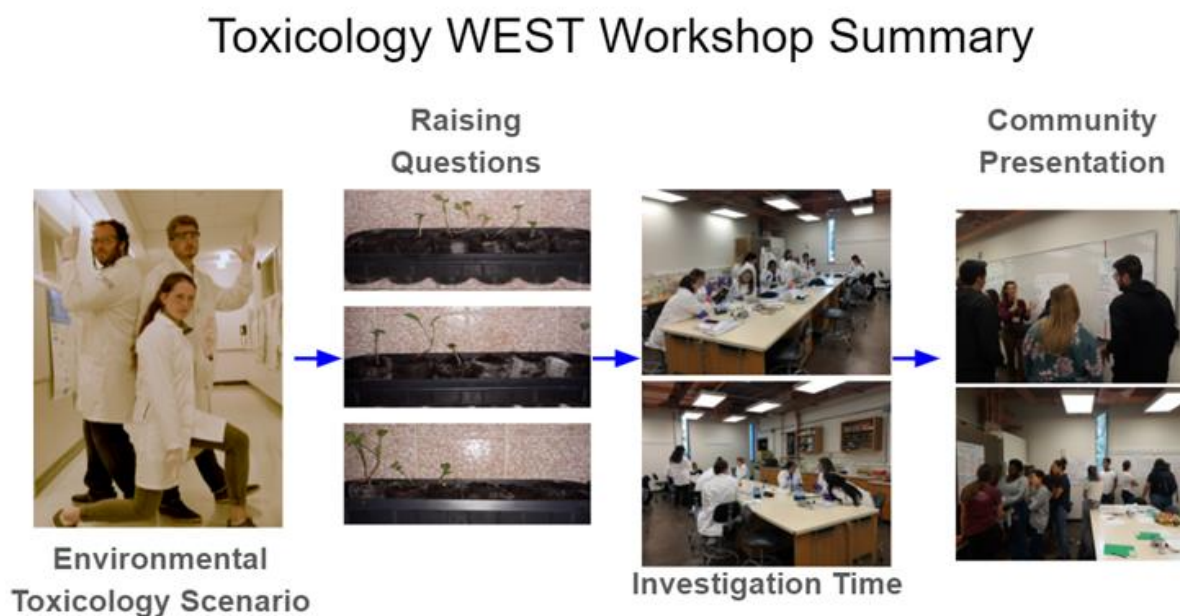 Toxicology WEST Workshop Summary
Raising
Questions
Community
Presentation
Environmental
Toxicology Scenario
Investigation Time